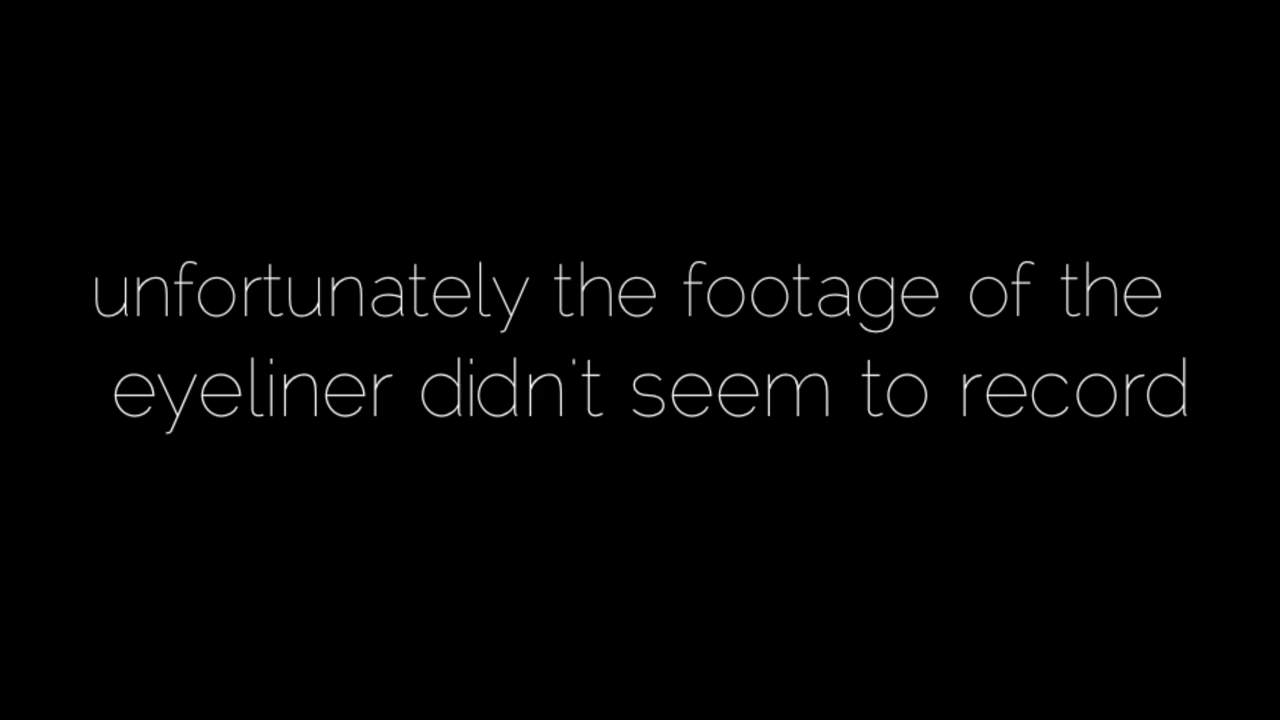 unfortunately the footage of the
eyeliner didn't seem to record